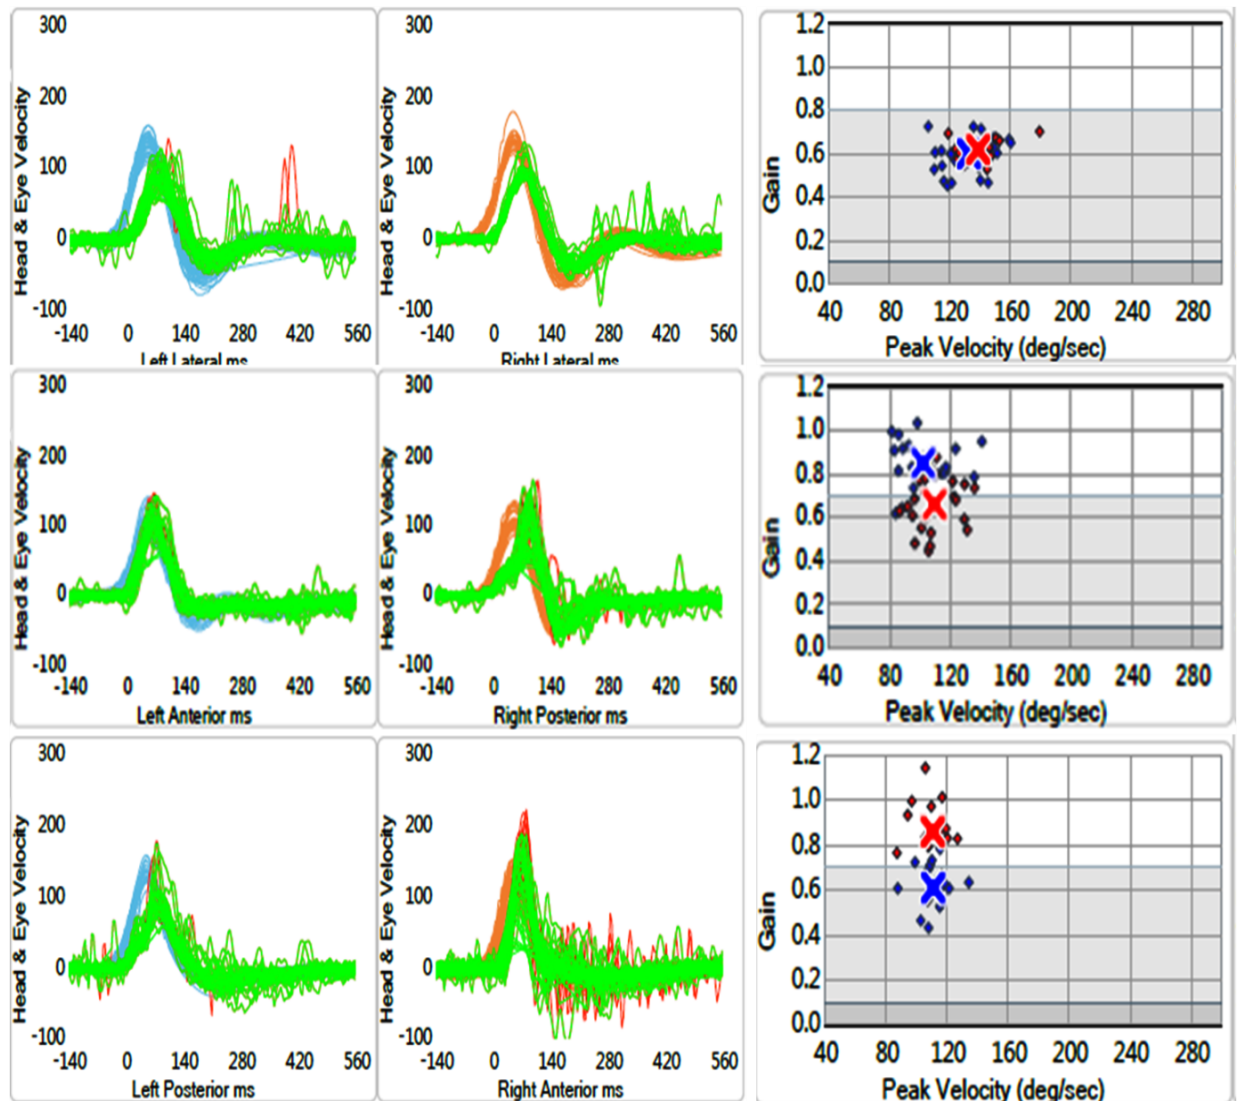 300
200
100
0
-100
-140 0 140 280 420 560
Head & Eye Velocity
Left Lateral ms
300
200
100
0
-100
-140 0 140 280 420 560
Head & Eye Velocity
Right Lateral ms
1.2
1.0
0.8
0.6
0.4
0.2
0.0
Gain
40 80 120 160 200 240 280
Peak Velocity (deg/sec)
300
200
100
0
-100
-140 0 140 280 420 560
Head & Eye Velocity
Left Anterior ms
300
200
100
0
-100
-140 0 140 280 420 560
Head & Eye Velocity
Right Posterior ms
1.2
1.0
0.8
0.6
0.4
0.2
0.0
Gain
40 80 120 160 200 240 280
Peak Velocity (deg/sec)
300
200
100
0
-100
-140 0 140 280 420 560
Head & Eye Velocity
Left Posterior ms
300
200
100
0
-100
-140 0 140 280 420 560
Head & Eye Velocity
Right Anterior ms
1.2
1.0
0.8
0.6
0.4
0.2
0.0
Gain
40 80 120 160 200 240 280
Peak Velocity (deg/sec)